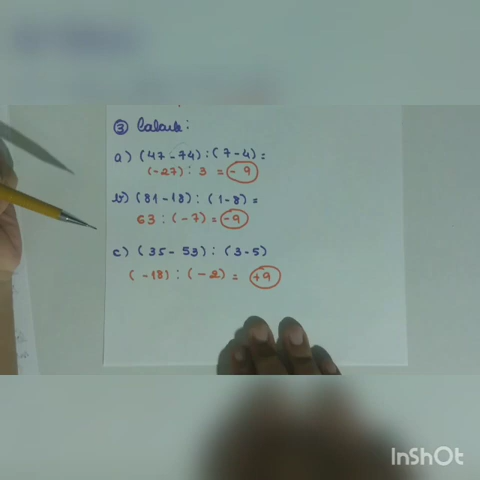 ③ Calcule:
a) (47-74):(7-4)=
(-27): 3 = -9
b) (81-18): (1-8)=
63: (-7)= -9
c) (35-53): (3-5)
(-18): (-2)= +9
InShOt